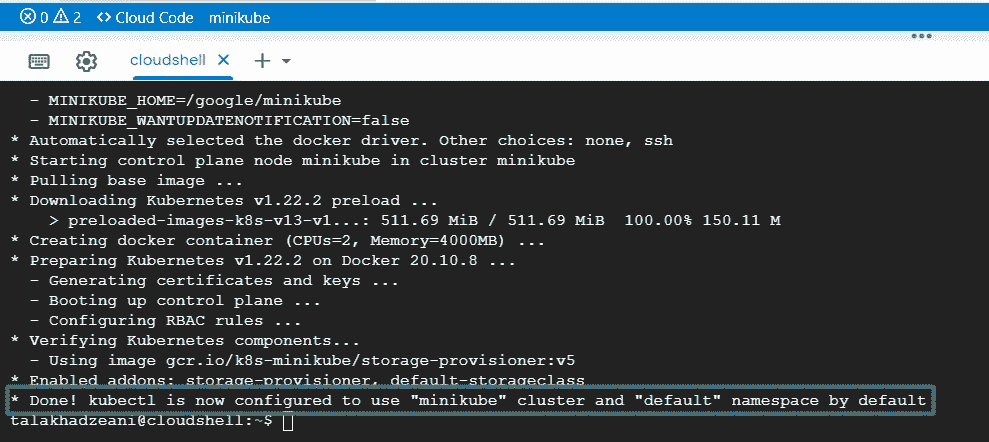 0 2 Cloud Code minikube
cloudshell
- MINIKUBE_HOME=/google/minikube
- MINIKUBE_WANTUPDATENOTIFICATION=false
* Automatically selected the docker driver. Other choices: none, ssh
* Starting control plane node minikube in cluster minikube
* Pulling base image ...
* Downloading Kubernetes v1.22.2 preload ...
> preloaded-images-k8s-v13-v1...: 511.69 MiB / 511.69 MiB 100.00% 150.11 M
* Creating docker container (CPUs=2, Memory=4000MB) ...
* Preparing Kubernetes v1.22.2 on Docker 20.10.8 ...
- Generating certificates and keys ...
- Booting up control plane ...
- Configuring RBAC rules ...
* Verifying Kubernetes components...
- Using image gcr.io/k8s-minikube/storage-provisioner:v5
* Enabled addons: storage-provisioner, default-storageclass
* Done! kubectl is now configured to use "minikube" cluster and "default" namespace by default
talakhadzeani@cloudshell:~$